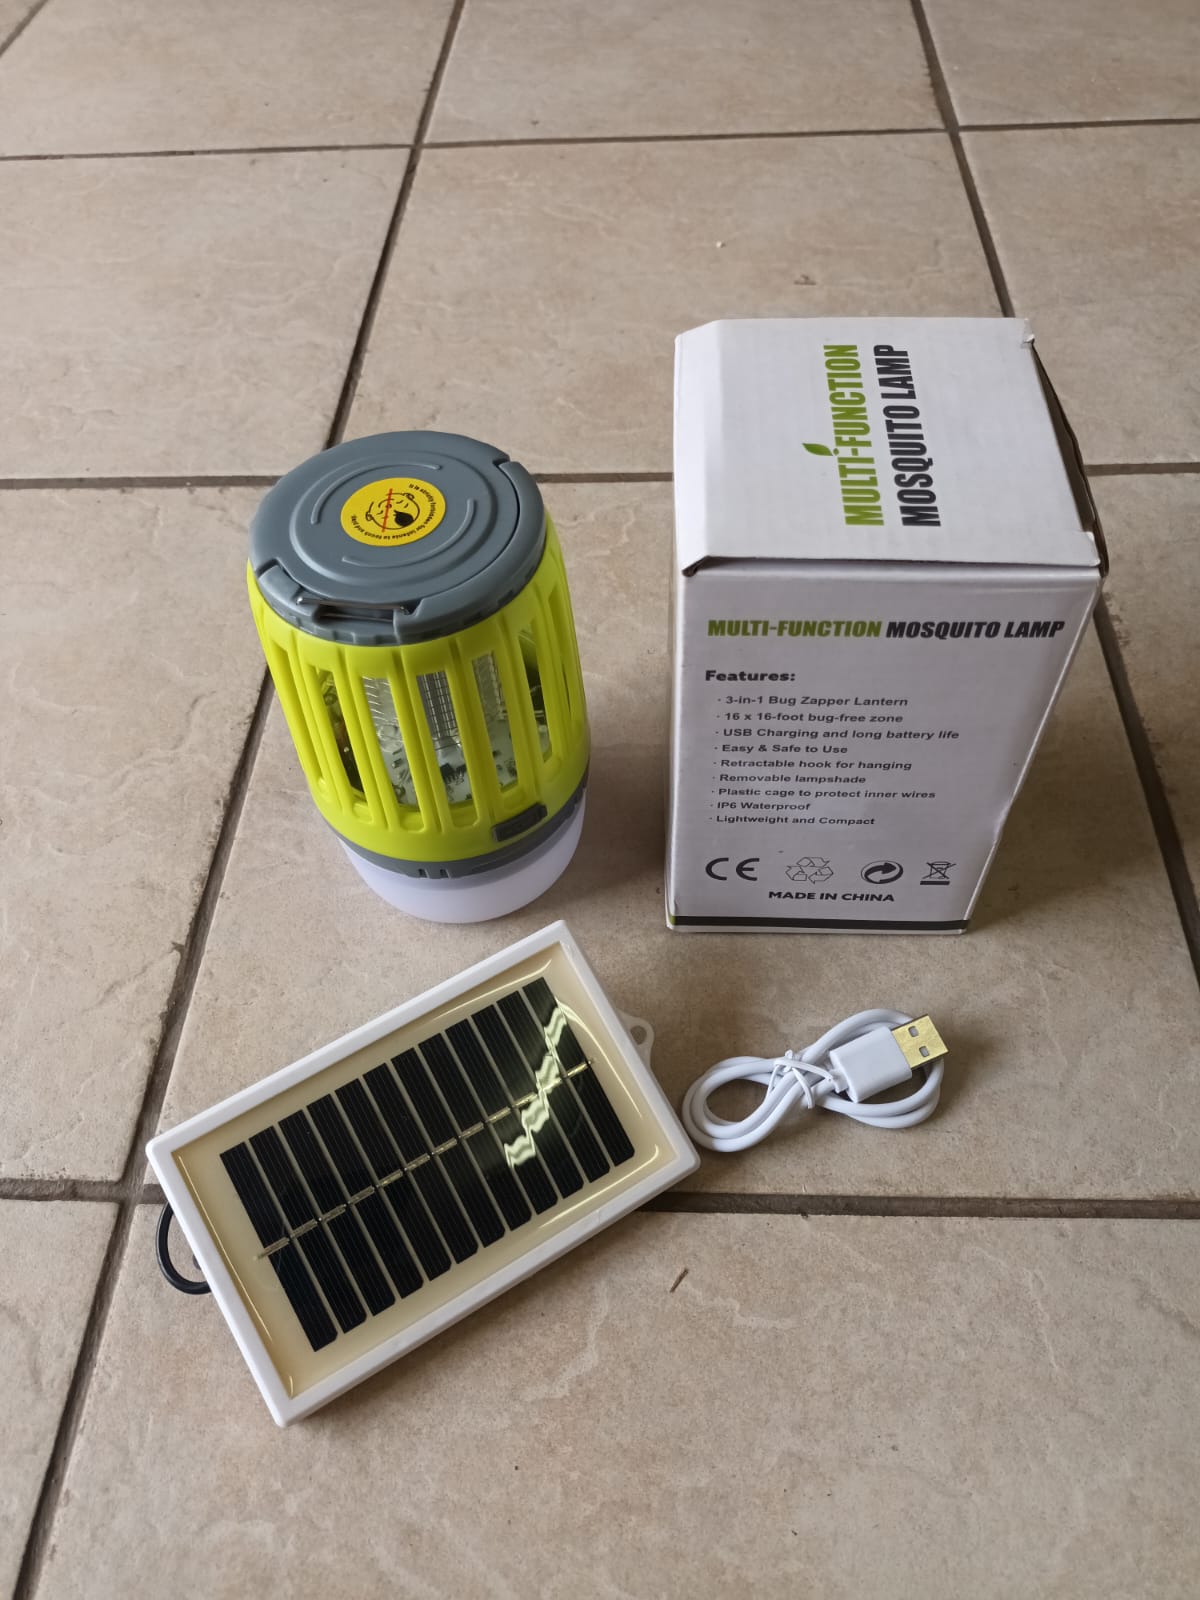 MULTI-FUNCTION
MOSQUITO LAMP
MULTI-FUNCTION MOSQUITO LAMP
Features:
· 3-in-1 Bug Zapper Lantern
· 16 x 16-foot bug-free zone
· USB Charging and long battery life
· Easy & Safe to Use
· Retractable hook for hanging
· Removable lampshade
· Plastic cage to protect inner wires
· IP6 Waterproof
· Lightweight and Compact
CE
MADE IN CHINA